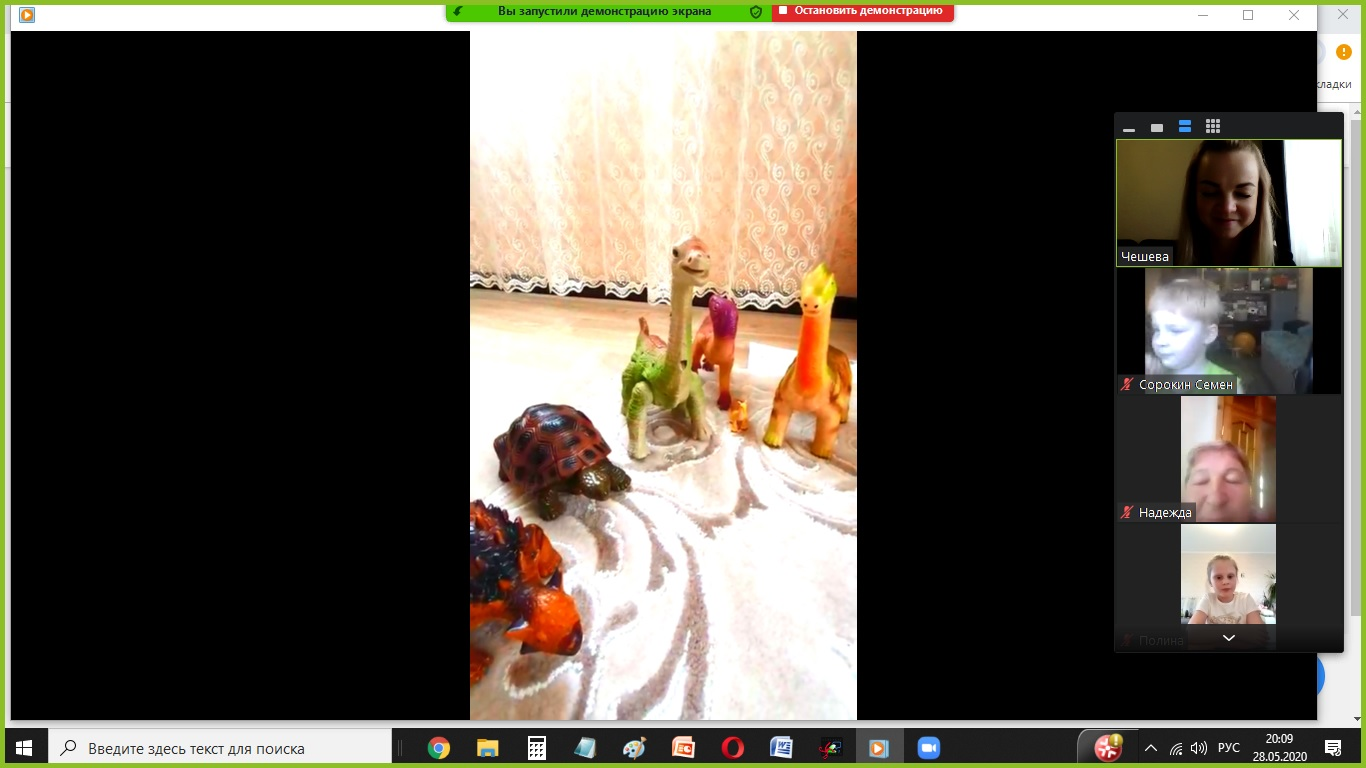 Вы запустили демонстрацию экрана
Остановить демонстрацию
кладки
Чешева
Сорокин Семен
Надежда
Полина
Введите здесь текст для поиска
РУС
20:09
28.05.2020